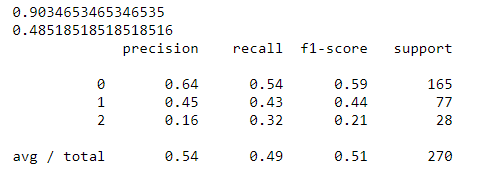 0.9034653465346535
0.48518518518518516
precision recall f1-score support
0 0.64 0.54 0.59 165
1 0.45 0.43 0.44 77
2 0.16 0.32 0.21 28
avg / total 0.54 0.49 0.51 270